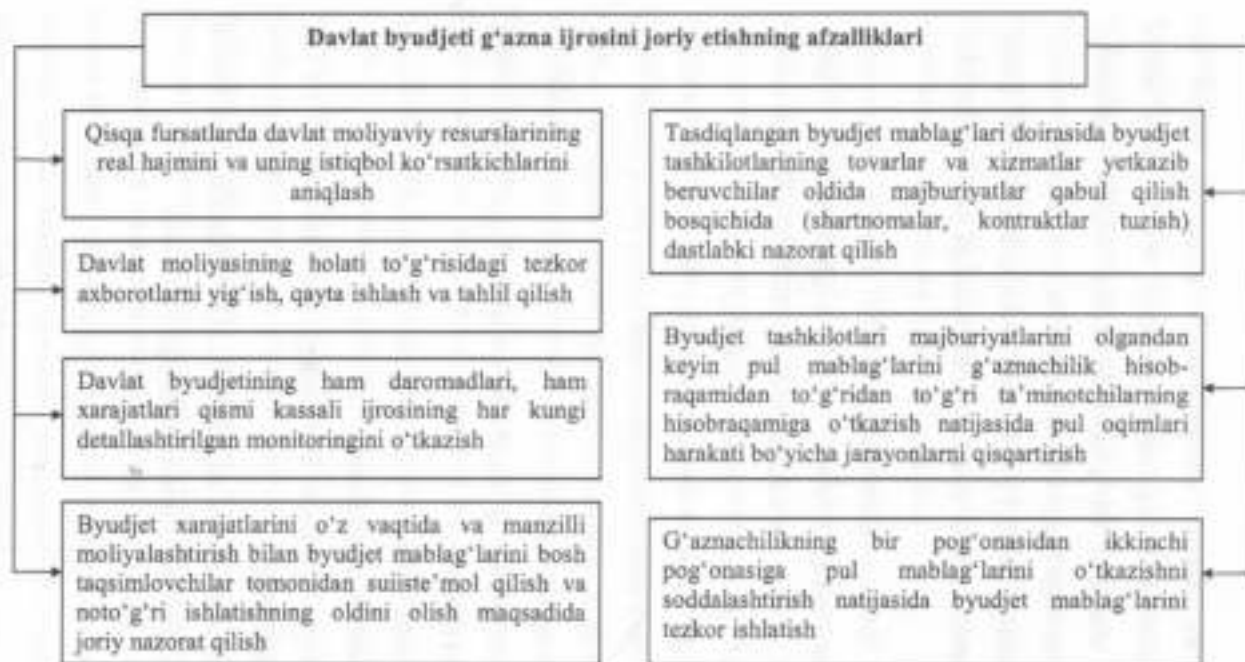 Davlat byudjeti g‘azna ijrosini joriy etishning afzalliklari
Qisqa fursatlarda davlat moliyaviy resurslarining
real hajmini va uning istiqbol ko‘rsatkichlarini
aniqlash
Davlat moliyasining holati to‘g‘risidagi tezkor
axborotlarni yig‘ish, qayta ishlash va tahlil qilish
Davlat byudjetining ham daromadlari, ham
xarajatlari qismi kassali ijrosining har kungi
detallashtirilgan monitoringini o‘tkazish
Byudjet xarajatlarini o‘z vaqtida va manzilli
moliyalashtirish bilan byudjet mablag‘larini bosh
taqsimlovchilar tomonidan suiiste’mol qilish va
noto‘g‘ri ishlatishning oldini olish maqsadida
joriy nazorat qilish
Tasdiqlangan byudjet mablag‘lari doirasida byudjet
tashkilotlarining tovarlar va xizmatlar yetkazib
beruvchilar oldida majburiyatlar qabul qilish
bosqichida (shartnomalar, kontraktlar tuzish)
dastlabki nazorat qilish
Byudjet tashkilotlari majburiyatlarini olgandan
keyin pul mablag‘larini g‘aznachilik hisob-
raqamidan to‘g‘ridan to‘g‘ri ta’minotchilarning
hisobraqamiga o‘tkazish natijasida pul oqimlari
harakati bo‘yicha jarayonlarni qisqartirish
G‘aznachilikning bir pog‘onasidan ikkinchi
pog‘onasiga pul mablag‘larini o‘tkazishni
soddalashtirish natijasida byudjet mablag‘larini
tezkor ishlatish